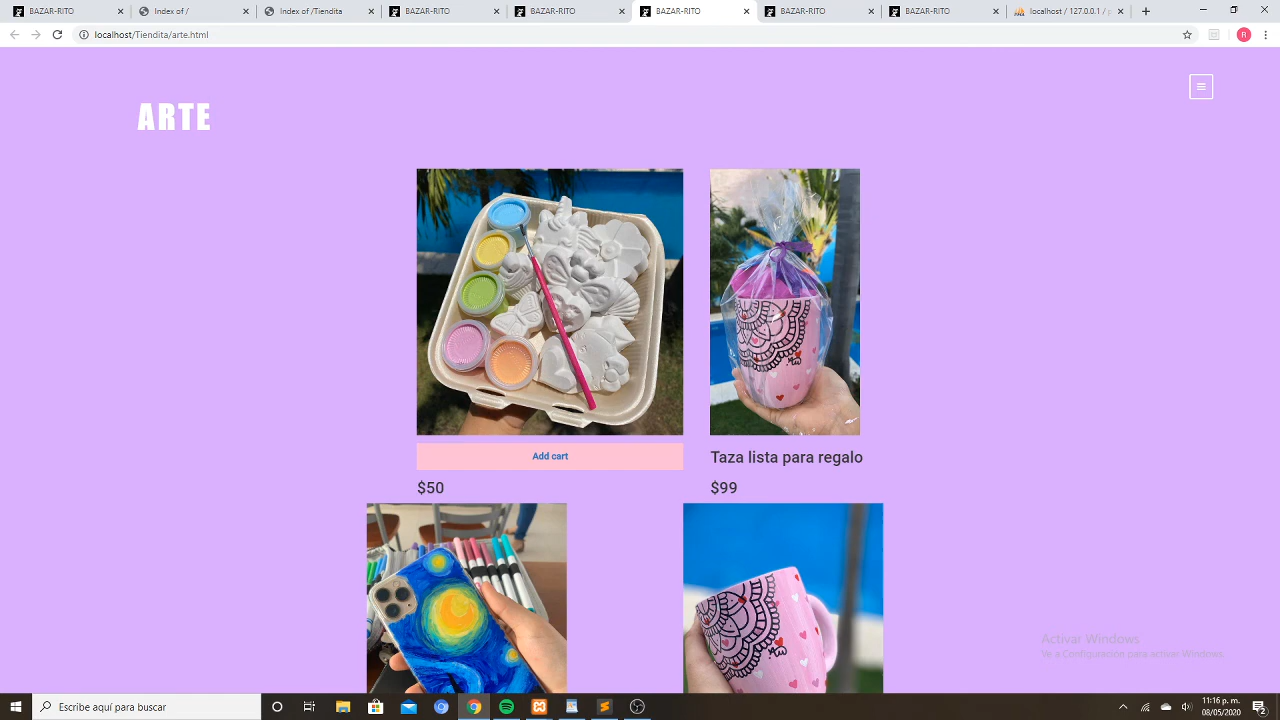 BAZAR-RITO
Index of /
Index of /Tiendita
BAZAR-RITO
BAZAR-RITO
BAZAR-RITO
BAZAR-RITO
BAZAR-RITO
localhost / 127.0.0.1 / p
localhost/Tiendita/arte.html
R
ARTE
Add cart
Taza lista para regalo
$50
$99
Activar Windows
Ve a Configuración para activar Windows.
Escribe aquí para buscar
11:16 p. m.
08/05/2020
2